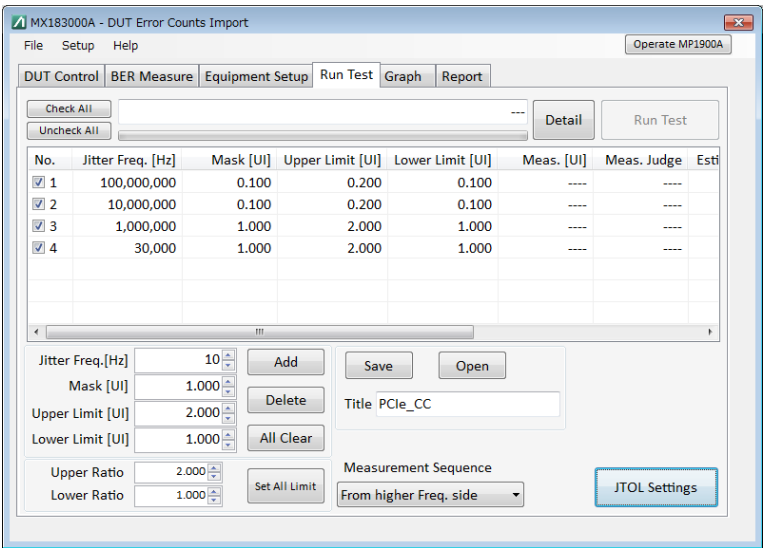 MX183000A - DUT Error Counts Import
File Setup Help Operate MP1900A
DUT Control BER Measure Equipment Setup Run Test Graph Report
Check All
Uncheck All
---
Detail
Run Test
No. Jitter Freq. [Hz] Mask [UI] Upper Limit [UI] Lower Limit [UI] Meas. [UI] Meas. Judge Esti
1 100,000,000 0.100 0.200 0.100 ---- ----
2 10,000,000 0.100 0.200 0.100 ---- ----
3 1,000,000 1.000 2.000 1.000 ---- ----
4 30,000 1.000 2.000 1.000 ---- ----
Jitter Freq.[Hz] 10 Add
Mask [UI] 1.000
Upper Limit [UI] 2.000 Delete
Lower Limit [UI] 1.000 All Clear
Save Open
Title PCIe_CC
Upper Ratio 2.000
Lower Ratio 1.000
Set All Limit
Measurement Sequence
From higher Freq. side
JTOL Settings